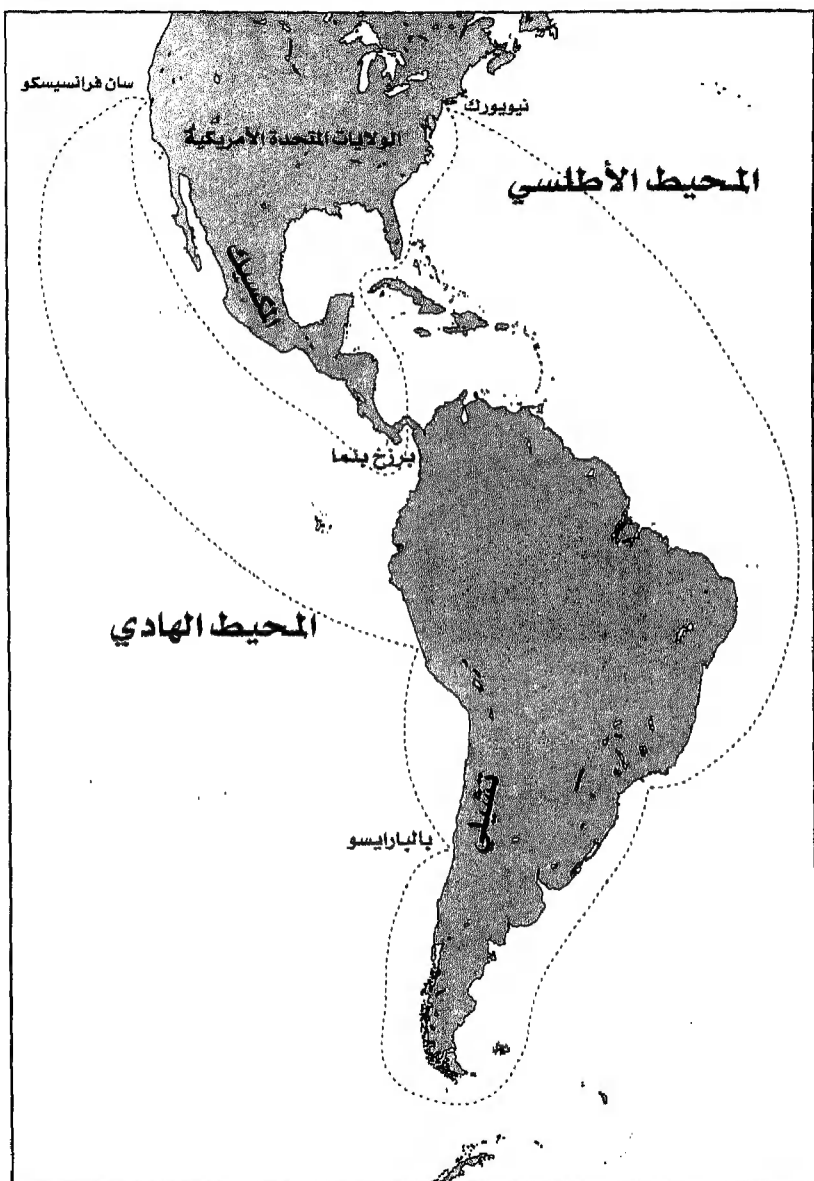 سان فرانسيسكو
نيويورك
الولايات المتحدة الأمريكية
المحيط الأطلسي
المكسيك
برزخ بنما
المحيط الهادي
تشيلي
بالبارايسو